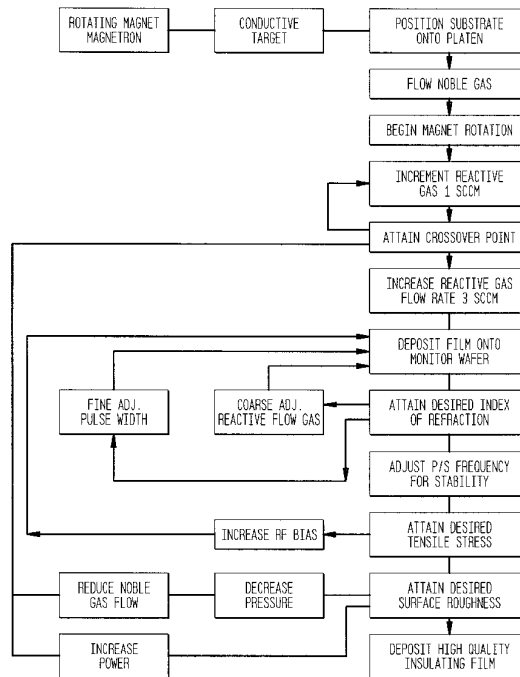 ROTATING MAGNET
MAGNETRON
CONDUCTIVE
TARGET
POSITION SUBSTRATE
ONTO PLATEN
FLOW NOBLE GAS
BEGIN MAGNET ROTATION
INCREMENT REACTIVE
GAS 1 SCCM
ATTAIN CROSSOVER POINT
INCREASE REACTIVE GAS
FLOW RATE 3 SCCM
DEPOSIT FILM ONTO
MONITOR WAFER
FINE ADJ.
PULSE WIDTH
COARSE ADJ.
REACTIVE FLOW GAS
ATTAIN DESIRED INDEX
OF REFRACTION
ADJUST P/S FREQUENCY
FOR STABILITY
INCREASE RF BIAS
ATTAIN DESIRED
TENSILE STRESS
REDUCE NOBLE
GAS FLOW
DECREASE
PRESSURE
ATTAIN DESIRED
SURFACE ROUGHNESS
INCREASE
POWER
DEPOSIT HIGH QUALITY
INSULATING FILM